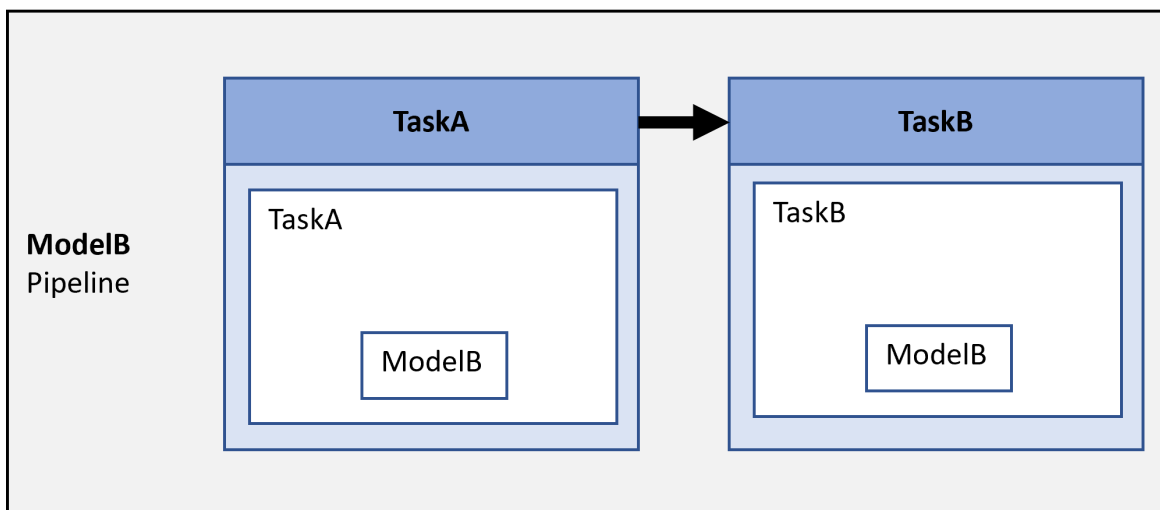 TaskA
TaskB
ModelB
Pipeline
TaskA
ModelB
TaskB
ModelB